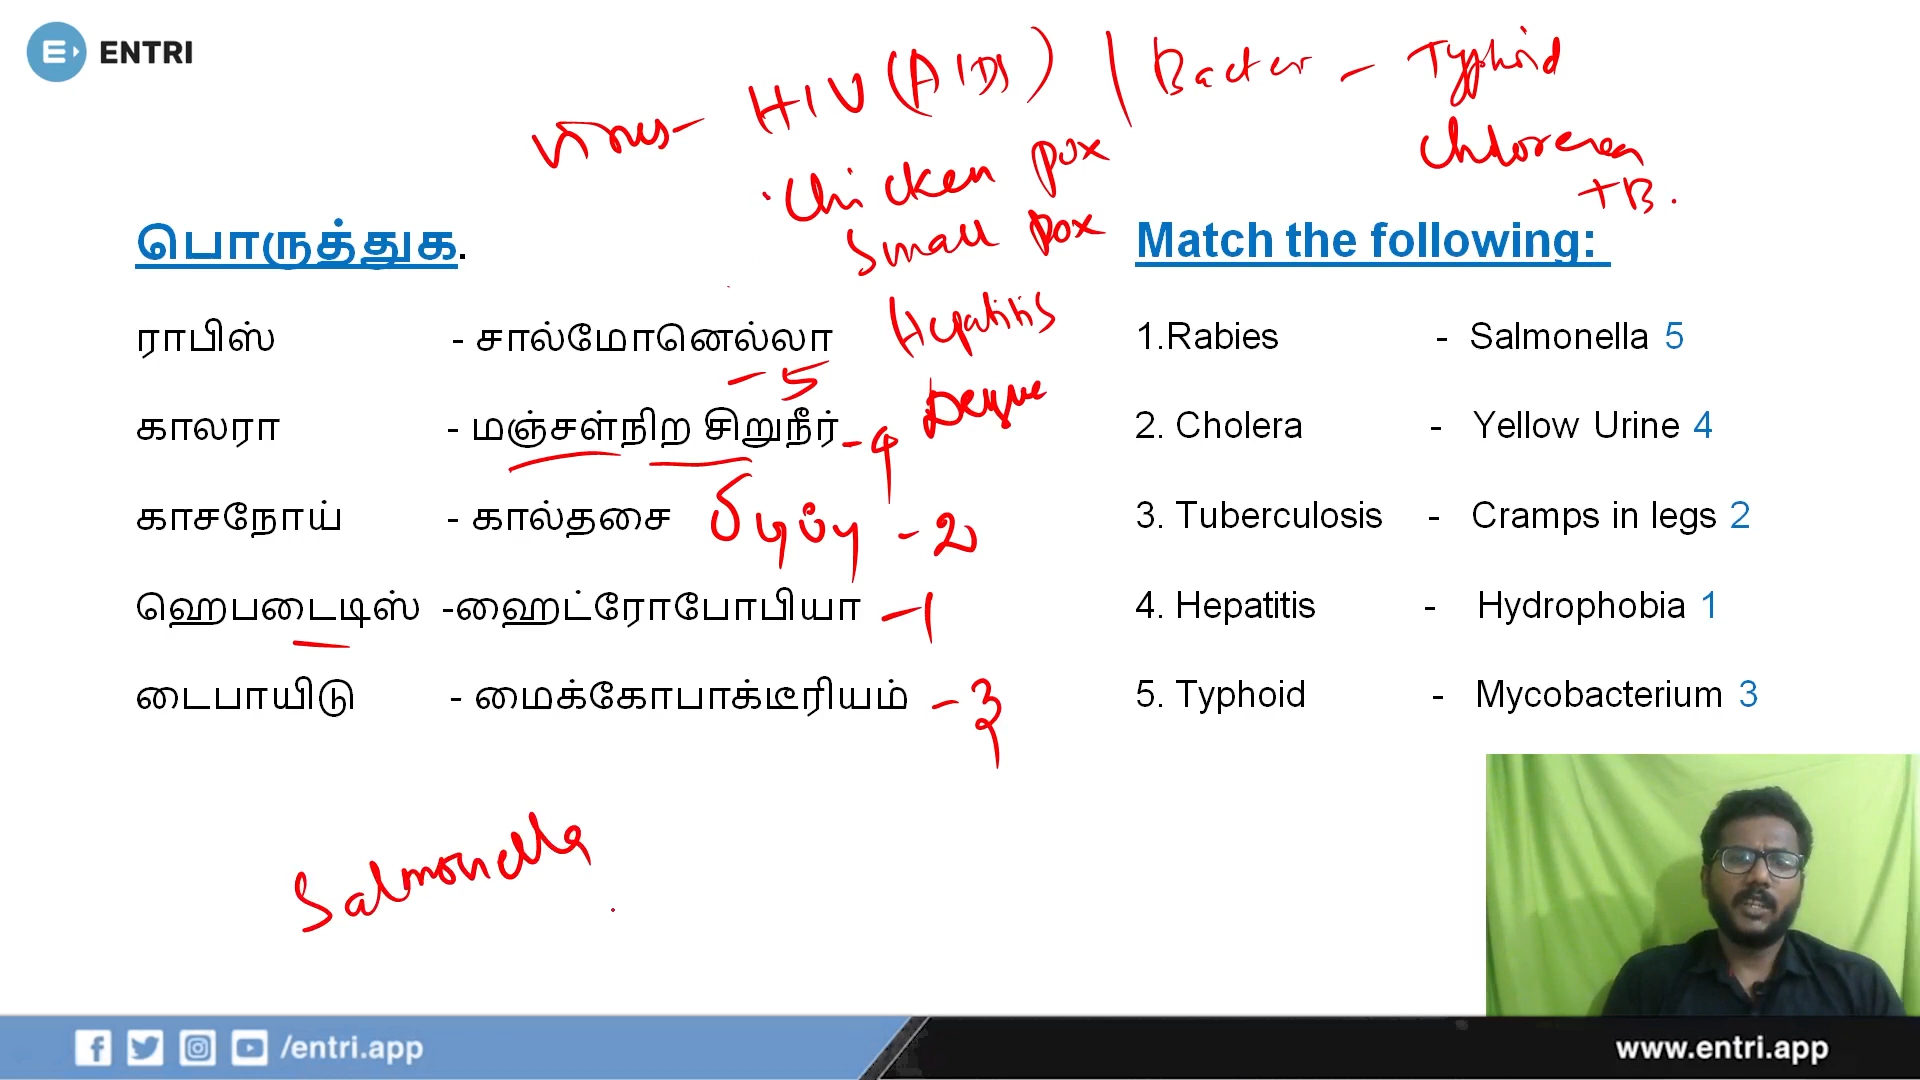 ENTRI
virus - HIV (AIDS) | Bacter - Typhoid
TB.
Chicken pox
Small pox
Hepatitis
பொருத்துக.
ராபிஸ் - சால்மோனெல்லா - 5
காலரா - மஞ்சள்நிற சிறுநீர் - 4
காசநோய் - கால்தசை பிடிப்பு - 2
ஹெபடைடிஸ் -ஹைட்ரோபோபியா - 1
டைபாயிடு - மைக்கோபாக்டீரியம் - 3
Salmonella
Match the following:
1.Rabies - Salmonella 5
2. Cholera - Yellow Urine 4
3. Tuberculosis - Cramps in legs 2
4. Hepatitis - Hydrophobia 1
5. Typhoid - Mycobacterium 3
/entri.app
www.entri.app